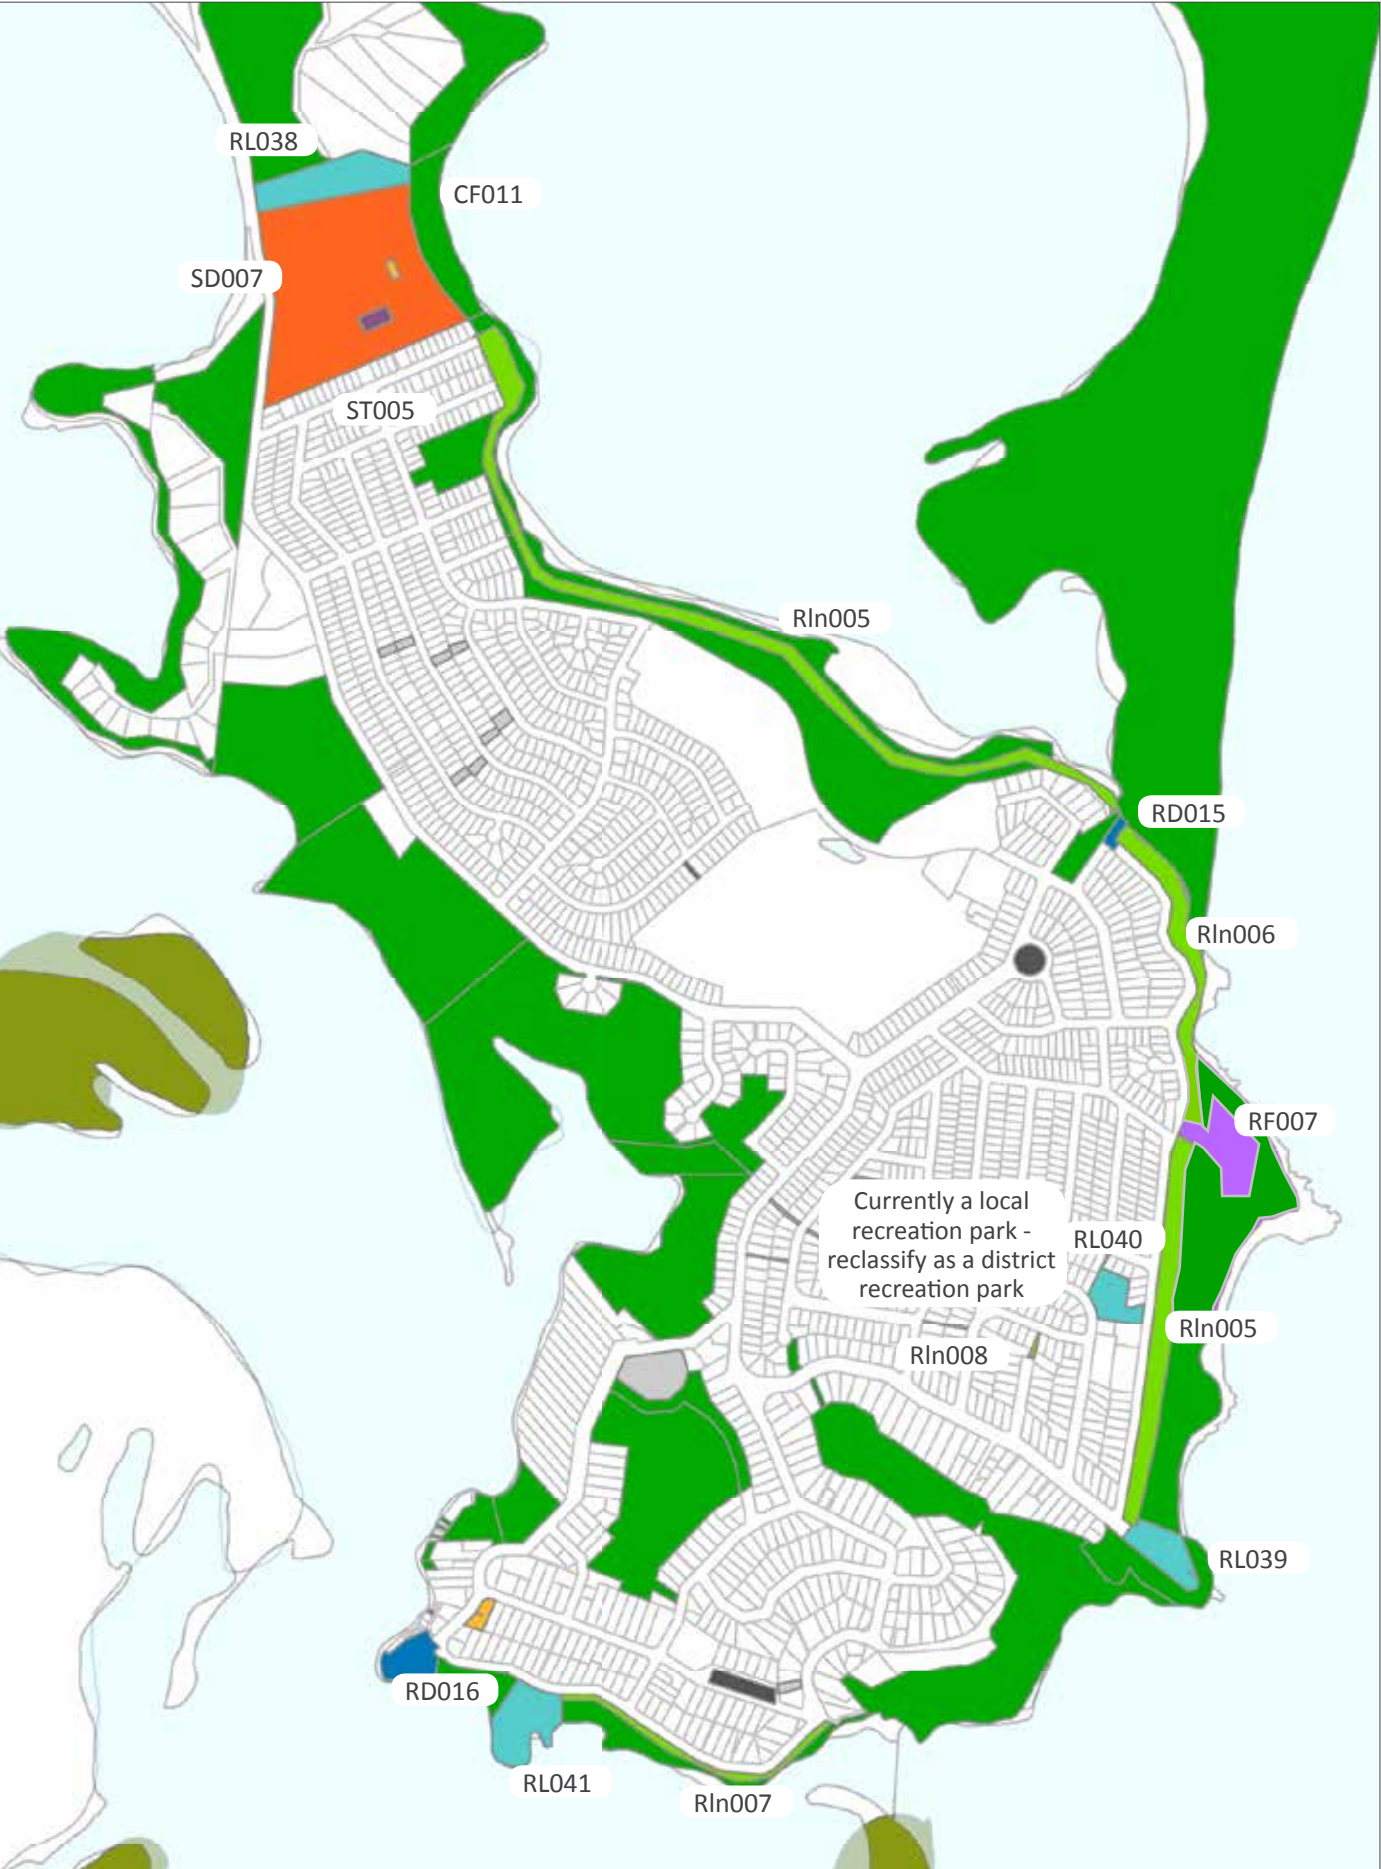 RL038
CF011
SD007
ST005
Rln005
RD015
Rln006
RF007
Currently a local
recreation park -
reclassify as a district
recreation park
RL040
Rln005
Rln008
RL039
RD016
RL041
Rln007